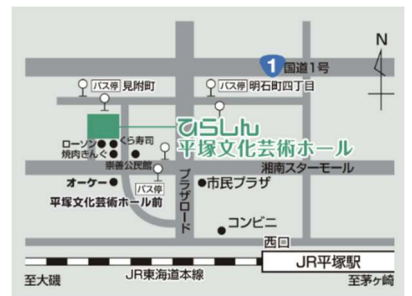 N
1 国道1号
バス停 見附町
バス停 明石町四丁目
ひらしん
平塚文化芸術ホール
ローソン
くら寿司
焼肉きんぐ
崇善公民館
湘南スターモール
オーケー
バス停
平塚文化芸術ホール前
プラザロード
市民プラザ
コンビニ
西口
JR平塚駅
JR東海道本線
至大磯
至茅ヶ崎